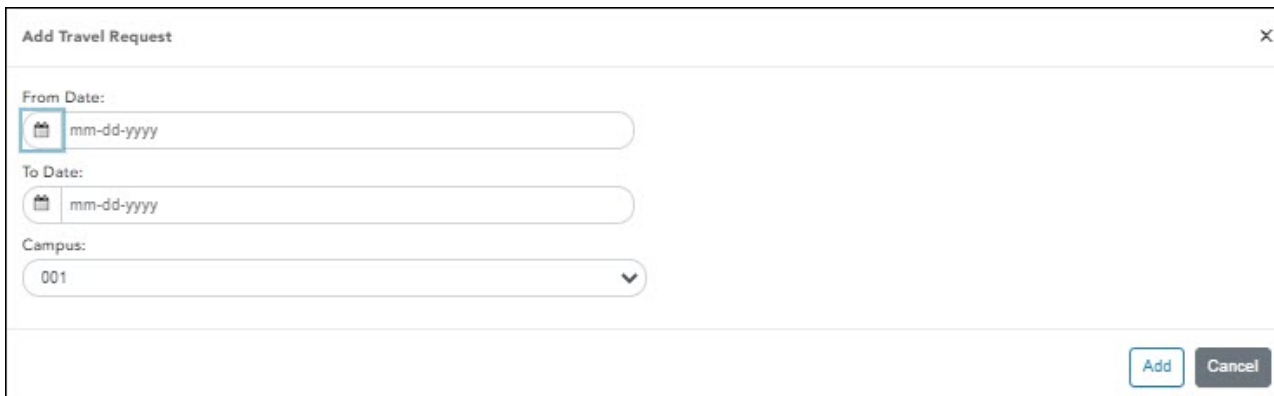 Add Travel Request ×
From Date:
mm-dd-yyyy
To Date:
mm-dd-yyyy
Campus:
001
Add Cancel